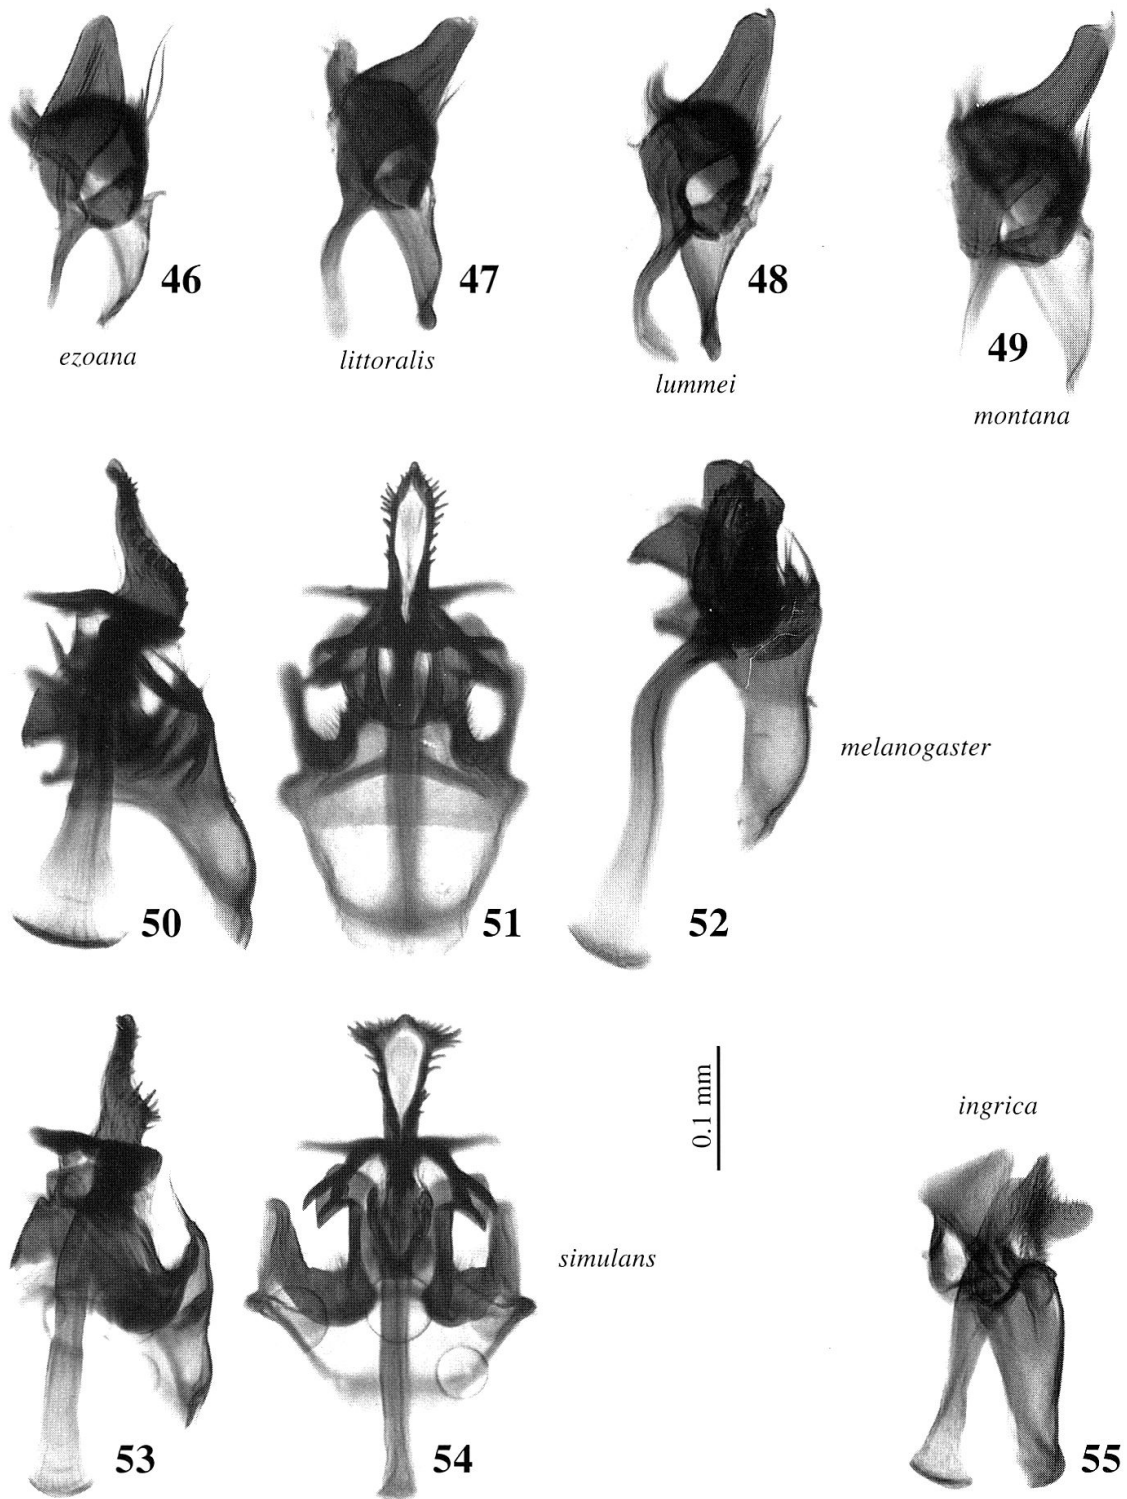 46
47
48
49
ezoana
littoralis
lummei
montana
50
51
52
melanogaster
53
54
simulans
0.1 mm
ingrica
55